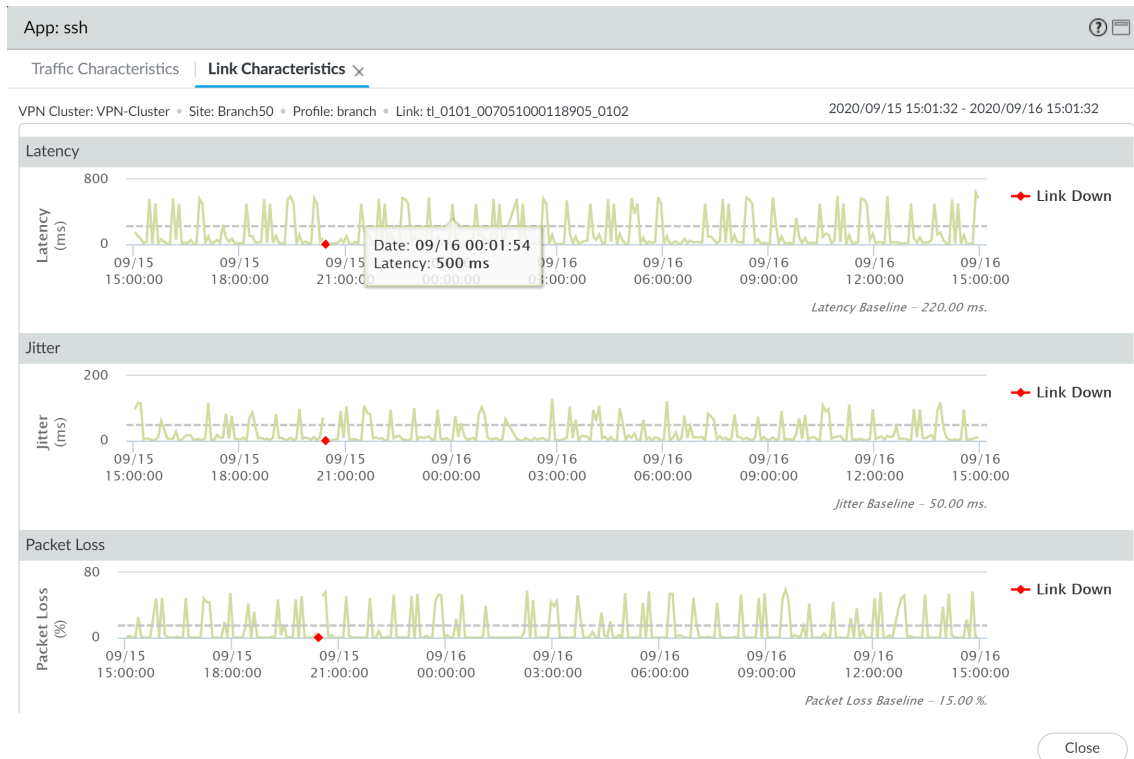 App: ssh
Traffic Characteristics
Link Characteristics
VPN Cluster: VPN-Cluster • Site: Branch50 • Profile: branch • Link: tl_0101_007051000118905_0102
2020/09/15 15:01:32 - 2020/09/16 15:01:32
Latency
800
0
Latency
(ms)
Link Down
Date: 09/16 00:01:54
Latency: 500 ms
09/15 09/15 09/15 09/16 09/16 09/16 09/16 09/16
15:00:00 18:00:00 21:00:00 00:00:00 03:00:00 06:00:00 09:00:00 12:00:00 15:00:00
Latency Baseline – 220.00 ms.
Jitter
200
0
Jitter
(ms)
Link Down
09/15 09/15 09/15 09/16 09/16 09/16 09/16 09/16 09/16
15:00:00 18:00:00 21:00:00 00:00:00 03:00:00 06:00:00 09:00:00 12:00:00 15:00:00
Jitter Baseline – 50.00 ms.
Packet Loss
80
0
Packet Loss
(%)
Link Down
09/15 09/15 09/15 09/16 09/16 09/16 09/16 09/16 09/16
15:00:00 18:00:00 21:00:00 00:00:00 03:00:00 06:00:00 09:00:00 12:00:00 15:00:00
Packet Loss Baseline – 15.00 %.
Close